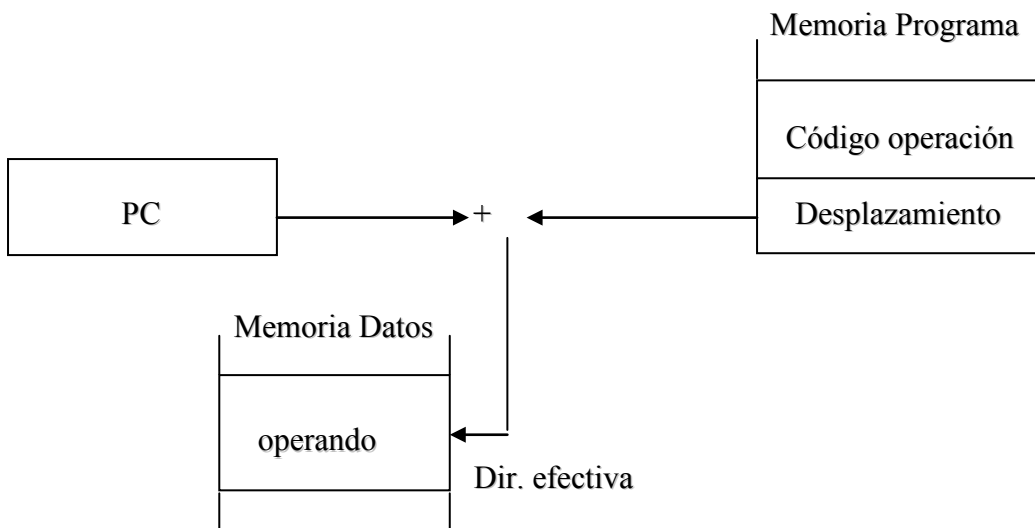 Memoria Programa
Código operación
PC
+
Desplazamiento
Memoria Datos
operando
Dir. efectiva